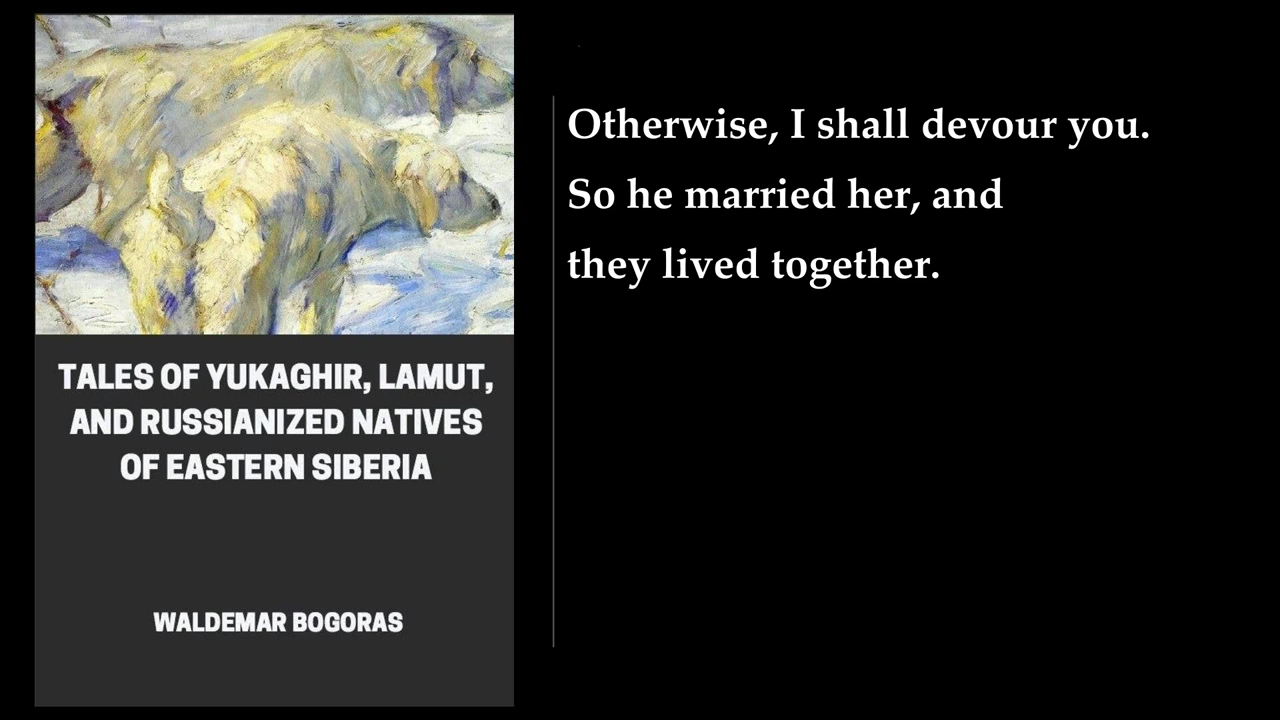 TALES OF YUKAGHIR, LAMUT,
AND RUSSIANIZED NATIVES
OF EASTERN SIBERIA
WALDEMAR BOGORAS
Otherwise, I shall devour you.
So he married her, and
they lived together.